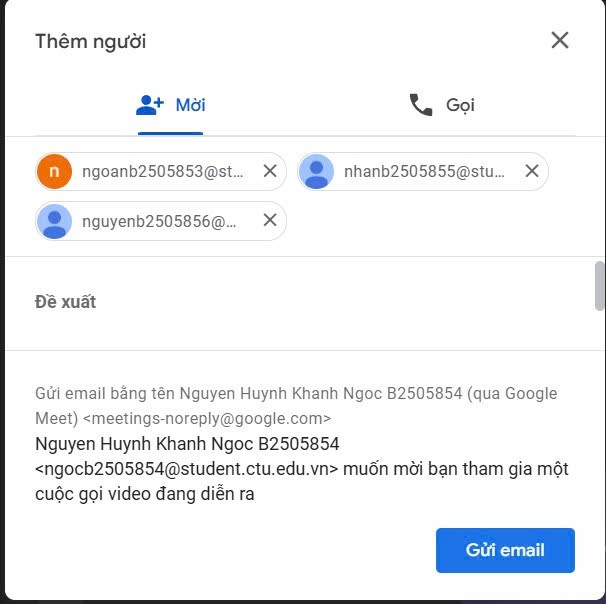 Thêm người
Mời
Gọi
n
ngoanb2505853@st...
nhanb2505855@stu...
nguyenb2505856@...
Đề xuất
Gửi email bằng tên Nguyen Huynh Khanh Ngoc B2505854 (qua Google
Meet) <meetings-noreply@google.com>
Nguyen Huynh Khanh Ngoc B2505854
<ngocb2505854@student.ctu.edu.vn> muốn mời bạn tham gia một
cuộc gọi video đang diễn ra
Gửi email